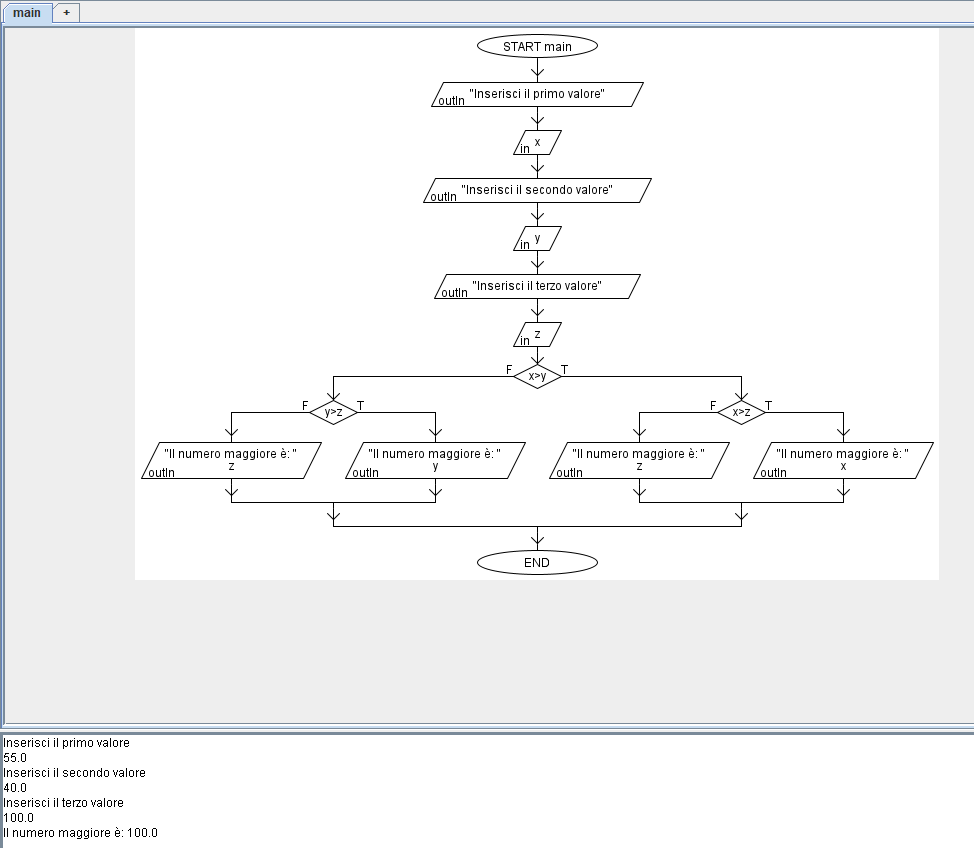 main +
START main
"Inserisci il primo valore"
outln
x
in
"Inserisci il secondo valore"
outln
y
in
"Inserisci il terzo valore"
outln
z
in
F x>y T
F y>z T F x>z T
"Il numero maggiore è: " "Il numero maggiore è: " "Il numero maggiore è: " "Il numero maggiore è: "
z y z x
outln outln outln outln
END
Inserisci il primo valore
55.0
Inserisci il secondo valore
40.0
Inserisci il terzo valore
100.0
Il numero maggiore è: 100.0